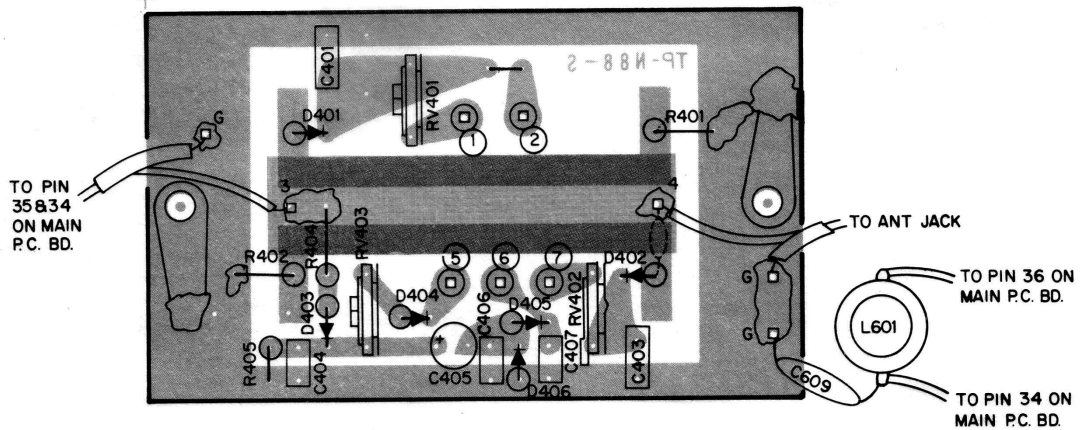 C401
RV401
TP-N88-S
D401
R401
G
1
2
TO PIN
35&34
ON MAIN
P.C. BD.
3
4
TO ANT JACK
R404
RV403
R402
5
6
7
D402
G
D403
D404
C406
D405
RV402
TO PIN 36 ON
MAIN P.C. BD.
L601
G
R405
C404
+
C405
C407
C403
D406
C609
TO PIN 34 ON
MAIN P.C. BD.